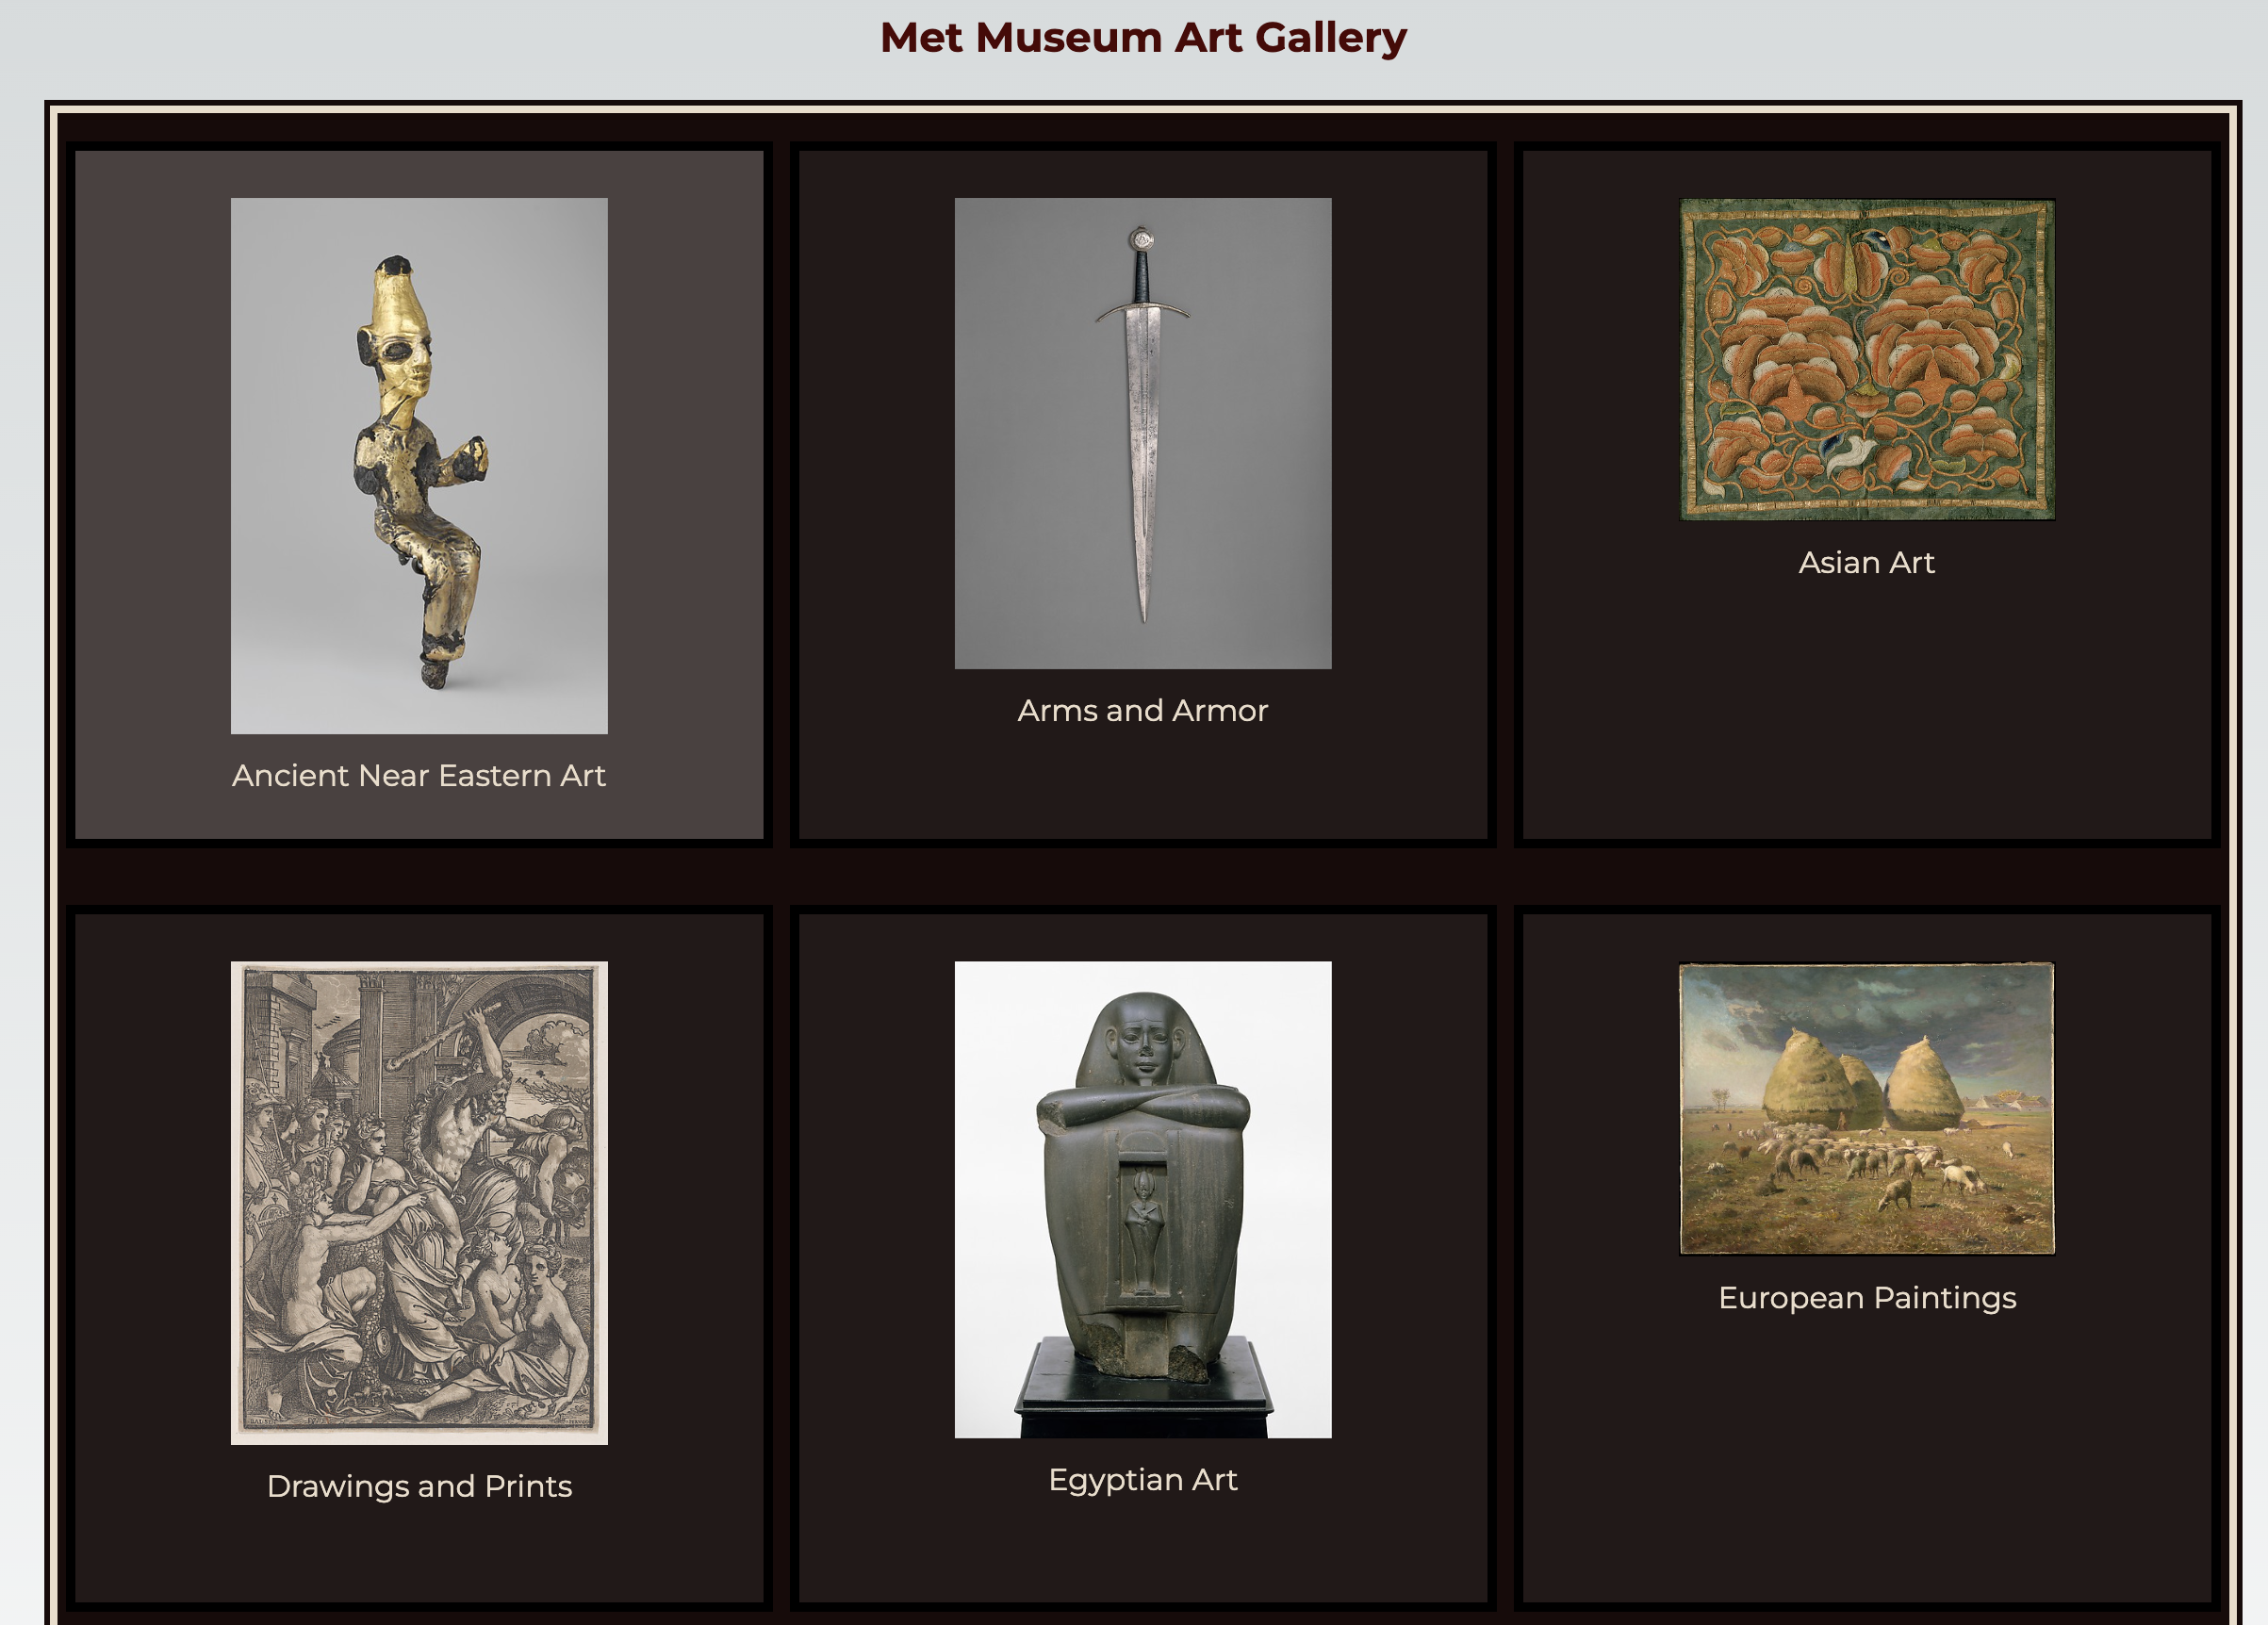 Met Museum Art Gallery
Ancient Near Eastern Art
Arms and Armor
Asian Art
Drawings and Prints
Egyptian Art
European Paintings